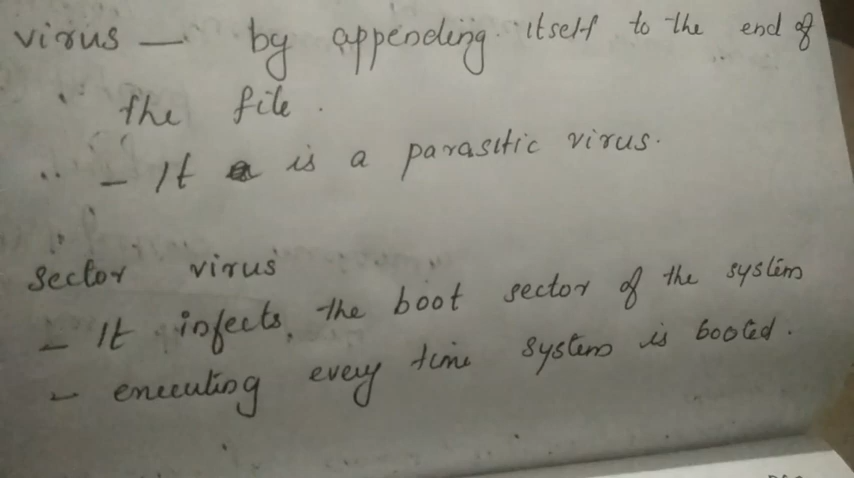 virus — by appending itself to the end of
the file.
- It is a parasitic virus.
sector virus
- It infects, the boot sector of the system
- executing every time system is booted.